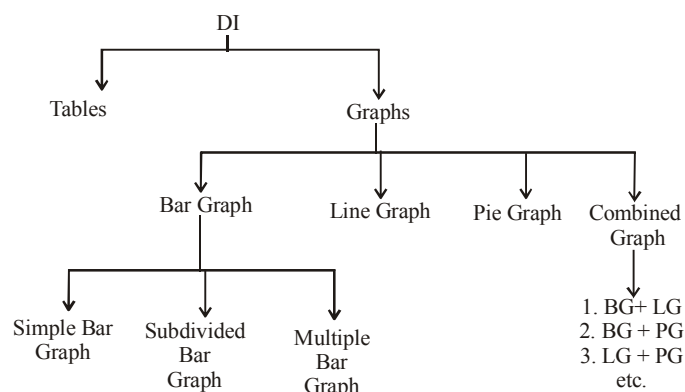 DI
Tables
Graphs
Bar Graph
Line Graph
Pie Graph
Combined
Graph
Simple Bar
Graph
Subdivided
Bar
Graph
Multiple
Bar
Graph
1. BG+ LG
2. BG + PG
3. LG + PG
etc.